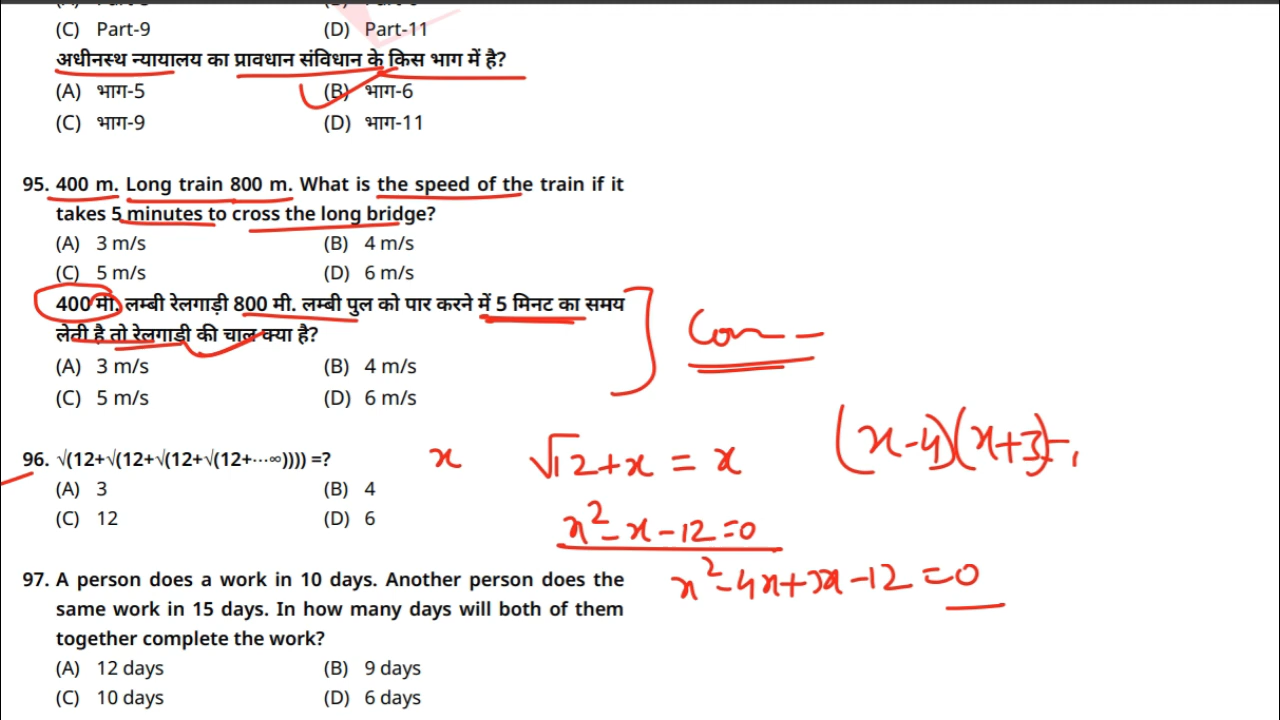 (C) Part-9 (D) Part-11
अधीनस्थ न्यायालय का प्रावधान संविधान के किस भाग में है?
(A) भाग-5 (B) भाग-6
(C) भाग-9 (D) भाग-11
95. 400 m. Long train 800 m. What is the speed of the train if it
takes 5 minutes to cross the long bridge?
(A) 3 m/s (B) 4 m/s
(C) 5 m/s (D) 6 m/s
400 मी. लम्बी रेलगाड़ी 800 मी. लम्बी पुल को पार करने में 5 मिनट का समय
लेती है तो रेलगाड़ी की चाल क्या है?
(A) 3 m/s (B) 4 m/s
(C) 5 m/s (D) 6 m/s
Com –
96. √(12+√(12+√(12+√(12+⋯∞)))) =?
(A) 3 (B) 4
(C) 12 (D) 6
x √12+x = x
(x-4)(x+3)
x²-x-12=0
x²-4x+3x-12=0
97. A person does a work in 10 days. Another person does the
same work in 15 days. In how many days will both of them
together complete the work?
(A) 12 days (B) 9 days
(C) 10 days (D) 6 days